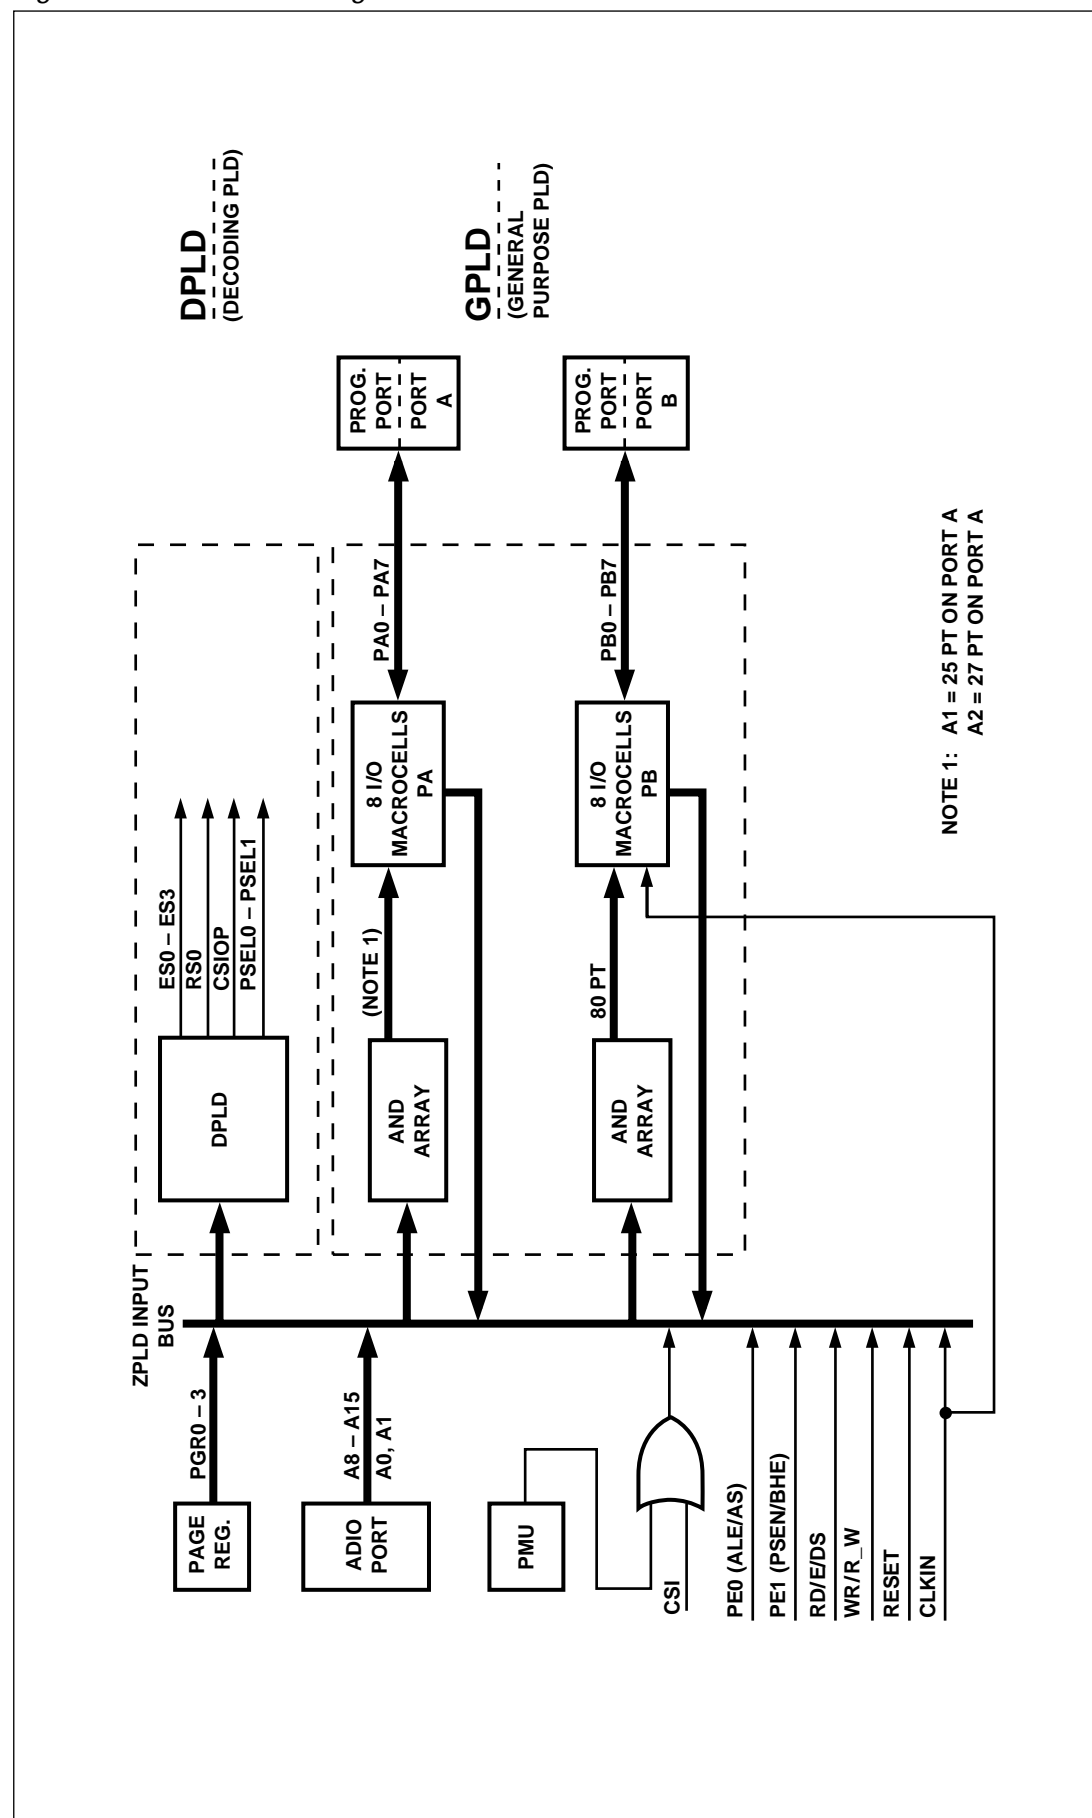 DPLD
(DECODING PLD)
GPLD
(GENERAL
PURPOSE PLD)
PROG.
PORT
PORT
A
PROG.
PORT
PORT
B
PA0 – PA7
PB0 – PB7
8 I/O
MACROCELLS
PA
8 I/O
MACROCELLS
PB
NOTE 1: A1 = 25 PT ON PORT A
A2 = 27 PT ON PORT A
ES0 – ES3
RS0
CSIOP
PSEL0 – PSEL1
(NOTE 1)
80 PT
DPLD
AND
ARRAY
AND
ARRAY
ZPLD INPUT
BUS
PGR0 – 3
A8 – A15
A0, A1
PAGE
REG.
ADIO
PORT
PMU
CSI
PE0 (ALE/AS)
PE1 (PSEN/BHE)
RD/E/DS
WR/R_W
RESET
CLKIN